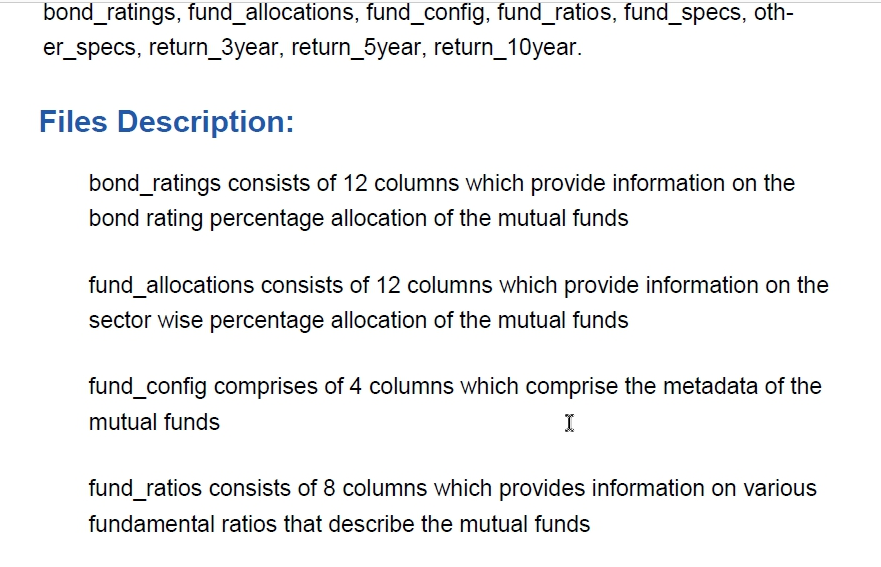 bond_ratings, fund_allocations, fund_config, fund_ratios, fund_specs, oth-
er_specs, return_3year, return_5year, return_10year.
Files Description:
bond_ratings consists of 12 columns which provide information on the
bond rating percentage allocation of the mutual funds
fund_allocations consists of 12 columns which provide information on the
sector wise percentage allocation of the mutual funds
fund_config comprises of 4 columns which comprise the metadata of the
mutual funds
fund_ratios consists of 8 columns which provides information on various
fundamental ratios that describe the mutual funds